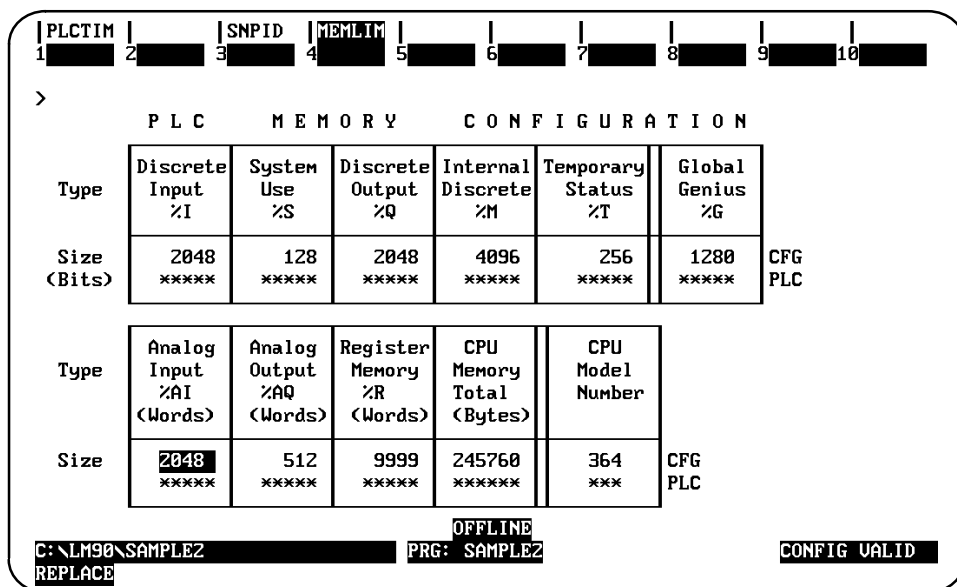 PLCTIM SNPID MEMLIM
1 2 3 4 5 6 7 8 9 10
>
P L C M E M O R Y C O N F I G U R A T I O N
Type
Discrete Input %I
System Use %S
Discrete Output %Q
Internal Discrete %M
Temporary Status %T
Global Genius %G
Size (Bits)
2048 128 2048 4096 256 1280 CFG
***** ***** ***** ***** ***** ***** PLC
Type
Analog Input %AI (Words)
Analog Output %AQ (Words)
Register Memory %R (Words)
CPU Memory Total (Bytes)
CPU Model Number
Size 2048 512 9999 245760 364 CFG
***** ***** ***** ****** *** PLC
OFFLINE
C:\LM90\SAMPLE2 PRG: SAMPLE2 CONFIG VALID
REPLACE